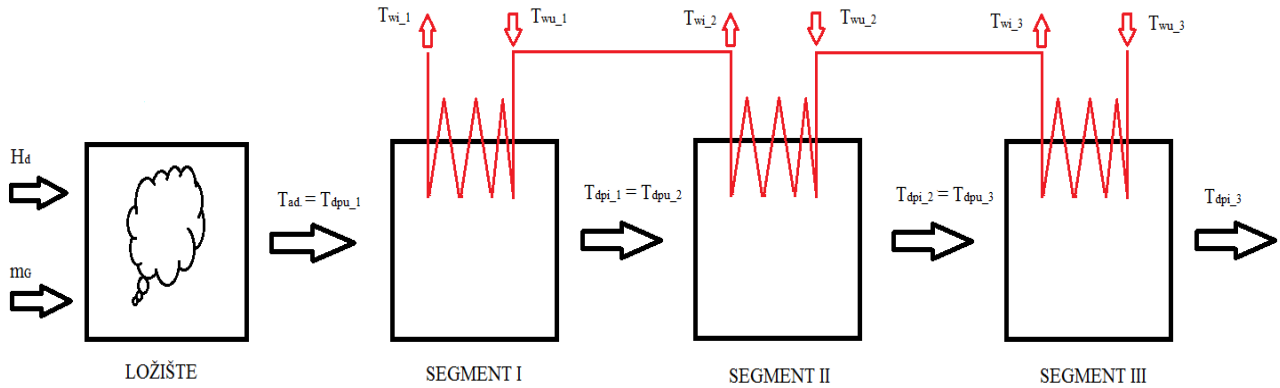 Twi_1
Twu_1
Twi_2
Twu_2
Twi_3
Twu_3
Hd
mG
Tad. = Tdpu_1
Tdpi_1 = Tdpu_2
Tdpi_2 = Tdpu_3
Tdpi_3
LOŽIŠTE
SEGMENT I
SEGMENT II
SEGMENT III